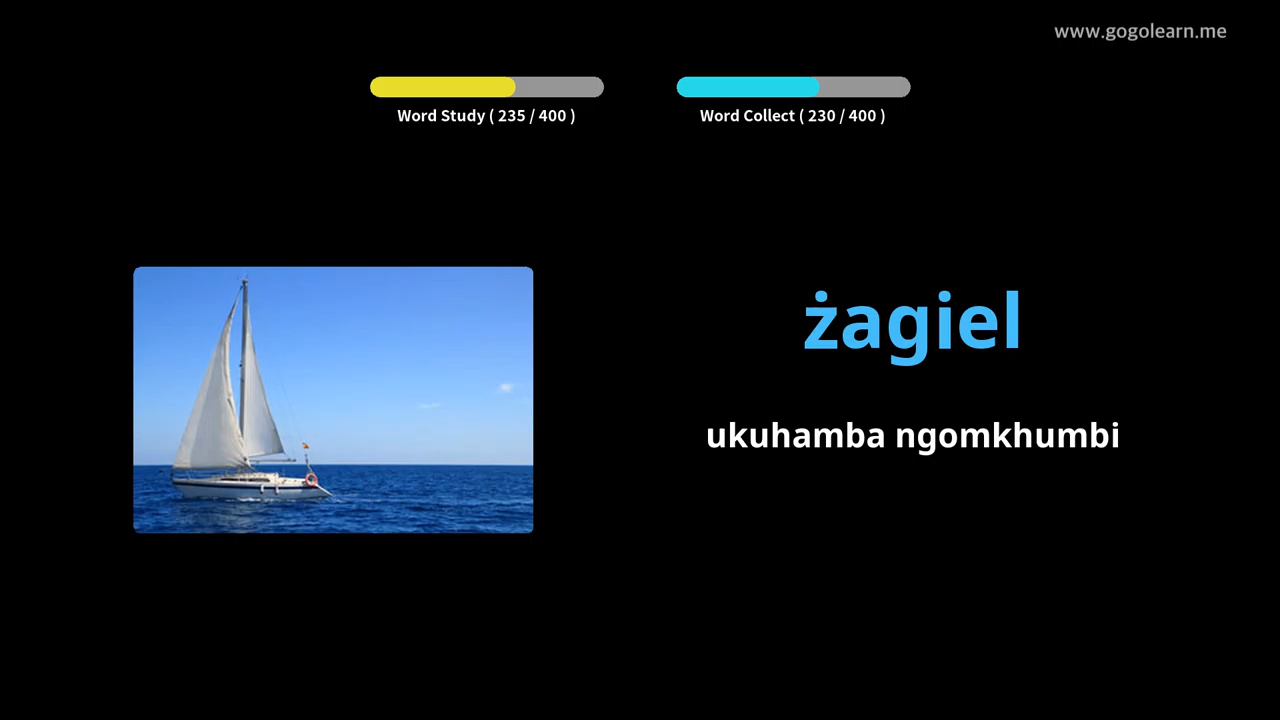 www.gogolearn.me
Word Study ( 235 / 400 )
Word Collect ( 230 / 400 )
żagiel
ukuhamba ngomkhumbi